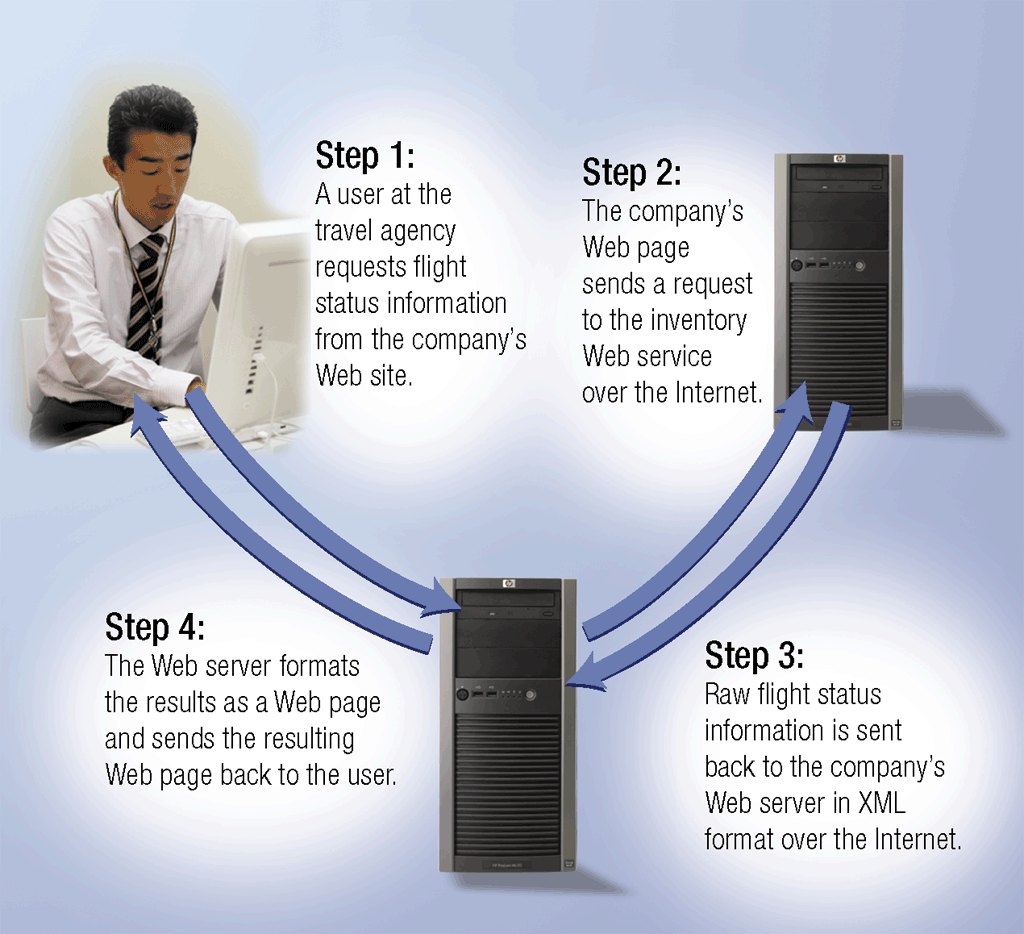 Step 1:
A user at the
travel agency
requests flight
status information
from the company's
Web site.
Step 2:
The company's
Web page
sends a request
to the inventory
Web service
over the Internet.
Step 3:
Raw flight status
information is sent
back to the company's
Web server in XML
format over the Internet.
Step 4:
The Web server formats
the results as a Web page
and sends the resulting
Web page back to the user.
hp
hp